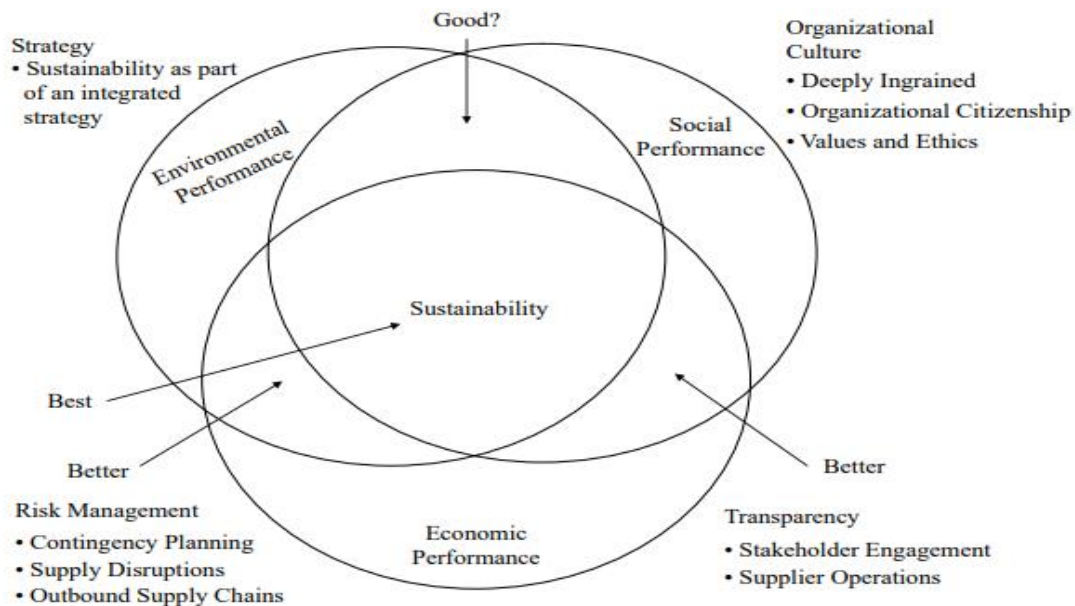 Good?
Strategy
• Sustainability as part
of an integrated
strategy
Organizational
Culture
• Deeply Ingrained
• Organizational Citizenship
• Values and Ethics
Environmental
Performance
Social
Performance
Sustainability
Best
Better
Better
Risk Management
• Contingency Planning
• Supply Disruptions
• Outbound Supply Chains
Economic
Performance
Transparency
• Stakeholder Engagement
• Supplier Operations